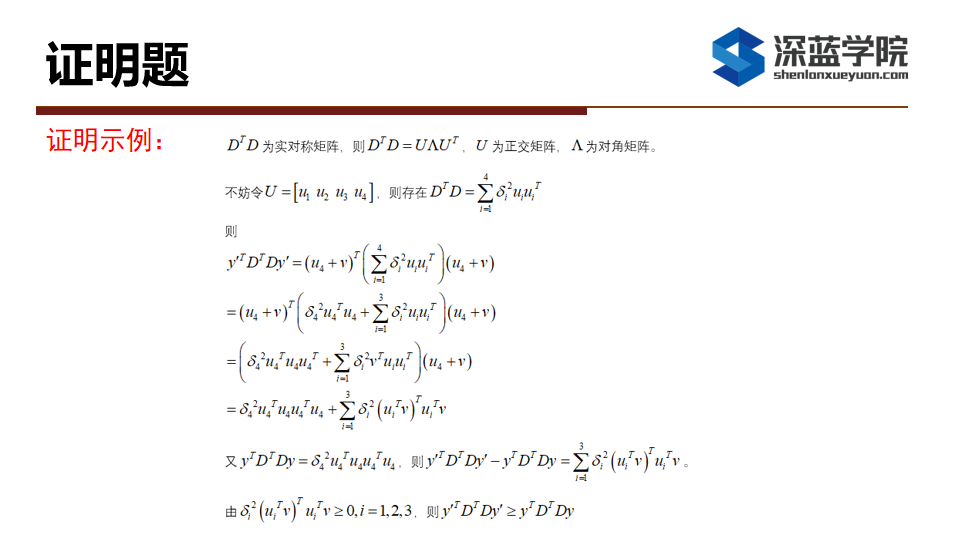 证明题
深蓝学院
shenlanxueyuan.com
证明示例：
D^T D 为实对称矩阵，则 D^T D = UΛU^T ，U 为正交矩阵，Λ 为对角矩阵。
不妨令 U = [u_1 u_2 u_3 u_4]，则存在 D^T D = \sum_{i=1}^{4} δ_i^2 u_i u_i^T
则
y'^T D^T D y' = (u_4 + v)^T (\sum_{i=1}^{4} δ_i^2 u_i u_i^T) (u_4 + v)
= (u_4 + v)^T (δ_4^2 u_4^T u_4 + \sum_{i=1}^{3} δ_i^2 u_i u_i^T) (u_4 + v)
= (δ_4^2 u_4^T u_4 u_4^T + \sum_{i=1}^{3} δ_i^2 v^T u_i u_i^T) (u_4 + v)
= δ_4^2 u_4^T u_4 u_4^T u_4 + \sum_{i=1}^{3} δ_i^2 (u_i^T v)^T u_i^T v
又 y^T D^T D y = δ_4^2 u_4^T u_4 u_4^T u_4，则 y'^T D^T D y' − y^T D^T D y = \sum_{i=1}^{3} δ_i^2 (u_i^T v)^T u_i^T v 。
由 δ_i^2 (u_i^T v)^T u_i^T v ≥ 0, i = 1,2,3，则 y'^T D^T D y' ≥ y^T D^T D y